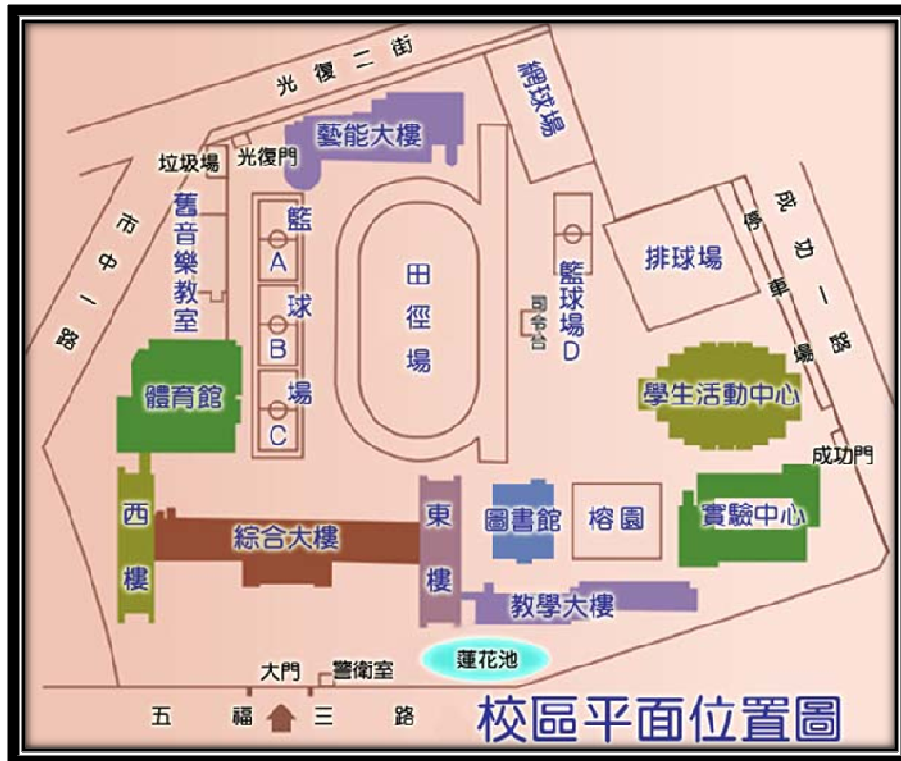 光復二街
網球場
藝能大樓
垃圾場
光復門
舊音樂教室
市中一路
籃球場
A
B
C
田徑場
司令台
籃球場D
排球場
停車場
成功一路
體育館
學生活動中心
成功門
西樓
綜合大樓
東樓
圖書館
榕園
實驗中心
教學大樓
蓮花池
大門
警衛室
五福三路
校區平面位置圖